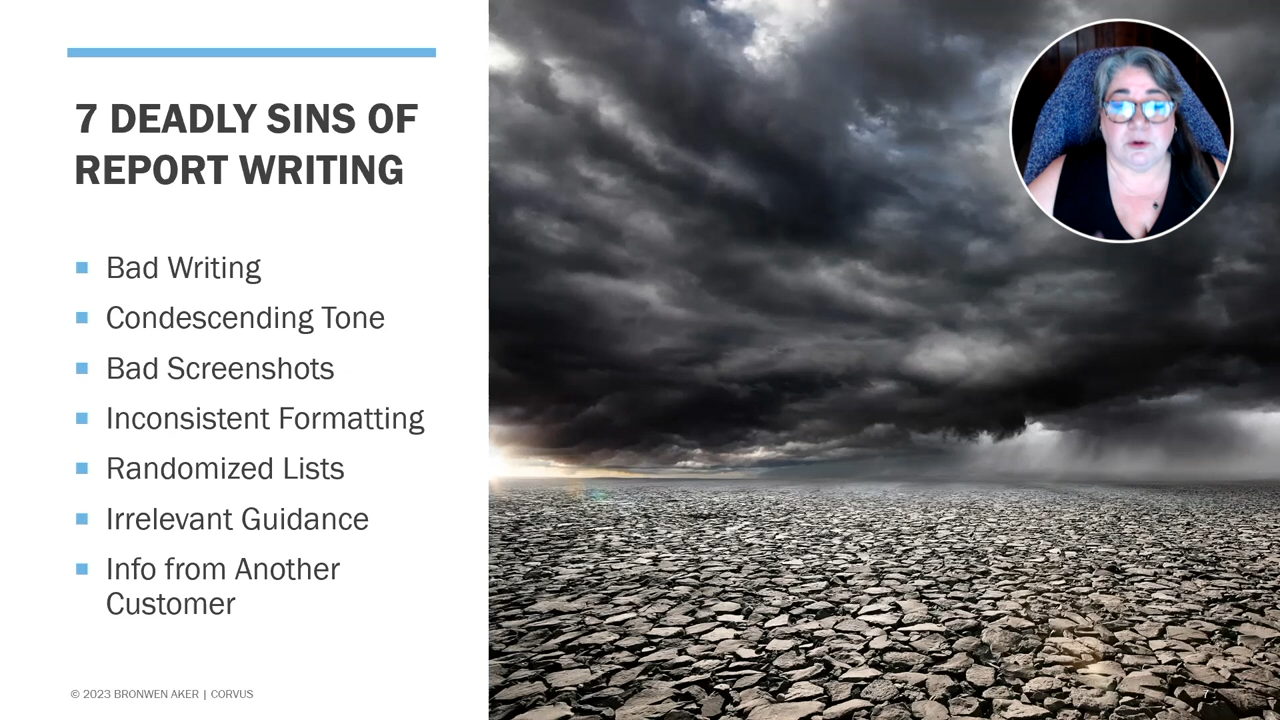 7 DEADLY SINS OF
REPORT WRITING
Bad Writing
Condescending Tone
Bad Screenshots
Inconsistent Formatting
Randomized Lists
Irrelevant Guidance
Info from Another
Customer
© 2023 BRONWEN AKER | CORVUS